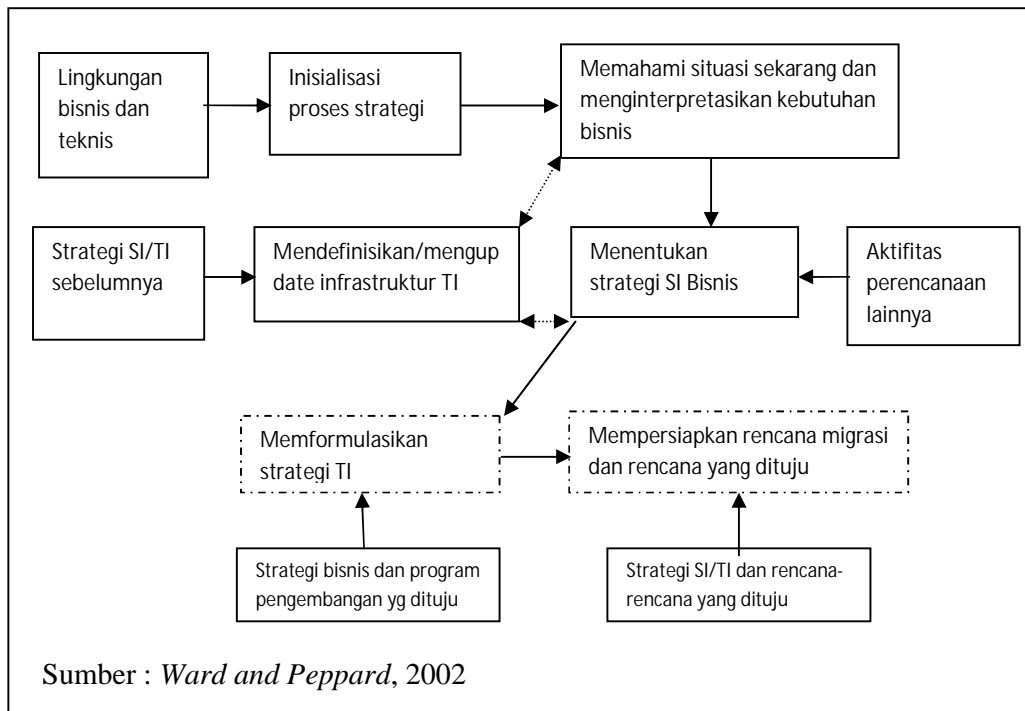 Lingkungan
bisnis dan
teknis
Inisialisasi
proses strategi
Memahami situasi sekarang dan
menginterpretasikan kebutuhan
bisnis
Strategi SI/TI
sebelumnya
Mendefinisikan/mengup
date infrastruktur TI
Menentukan
strategi SI Bisnis
Aktifitas
perencanaan
lainnya
Memformulasikan
strategi TI
Mempersiapkan rencana migrasi
dan rencana yang dituju
Strategi bisnis dan program
pengembangan yg dituju
Strategi SI/TI dan rencana-
rencana yang dituju
Sumber : Ward and Peppard, 2002